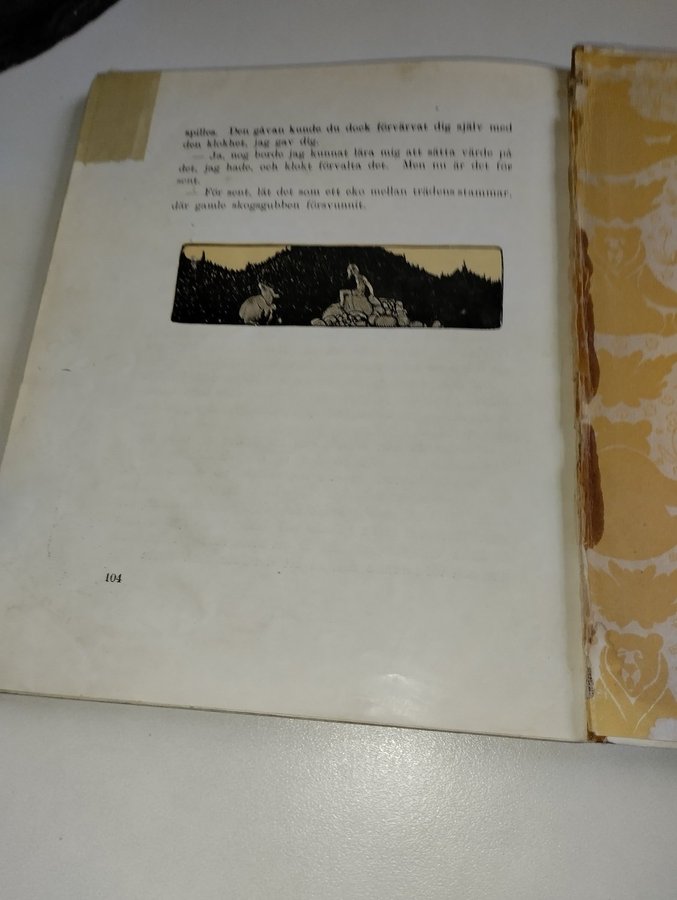 spillea. Den gåvan kunde du dock förvärvat dig själv med
den klokhet, jag gav dig.
— Ja, nog borde jag kunnat lära mig att sätta värde på
det, jag hade, och klokt förvalta det. Men nu är det för
sent.
— För sent, lät det som ett eko mellan trädens stammar,
där gamle skogsgubben försvunnit.
104